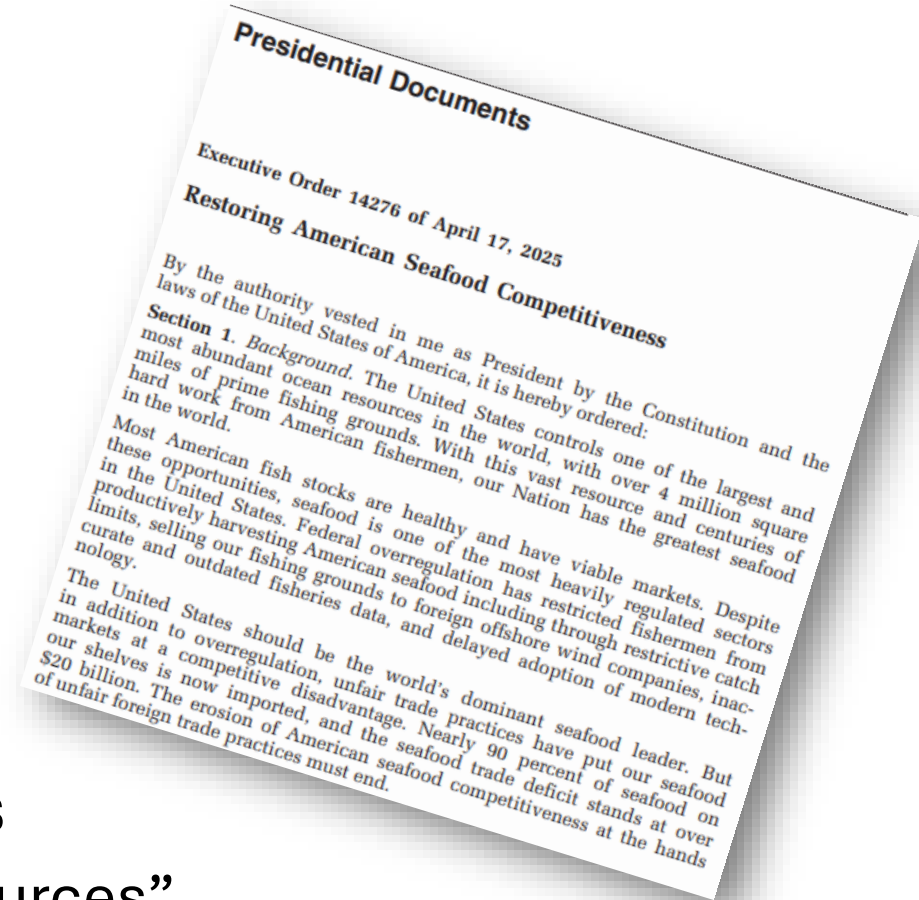 Presidential Documents
Executive Order 14276 of April 17, 2025
Restoring American Seafood Competitiveness
By the authority vested in me as President by the Constitution and the
laws of the United States of America, it is hereby ordered:
Section 1. Background. The United States controls one of the largest and
most abundant ocean resources in the world, with over 4 million square
miles of prime fishing grounds. With this vast resource and centuries of
hard work from American fishermen, our Nation has the greatest seafood
in the world.
Most American fish stocks are healthy and have viable markets. Despite
these opportunities, seafood is one of the most heavily regulated sectors
in the United States. Federal overregulation has restricted fishermen from
productively harvesting American seafood including through restrictive catch
limits, selling our fishing grounds to foreign offshore wind companies, inac-
curate and outdated fisheries data, and delayed adoption of modern tech-
nology.
The United States should be the world's dominant seafood leader. But
in addition to overregulation, unfair trade practices have put our seafood
markets at a competitive disadvantage. Nearly 90 percent of seafood on
our shelves is now imported, and the seafood trade deficit stands at over
$20 billion. The erosion of American seafood competitiveness at the hands
of unfair foreign trade practices must end.
s
urces”